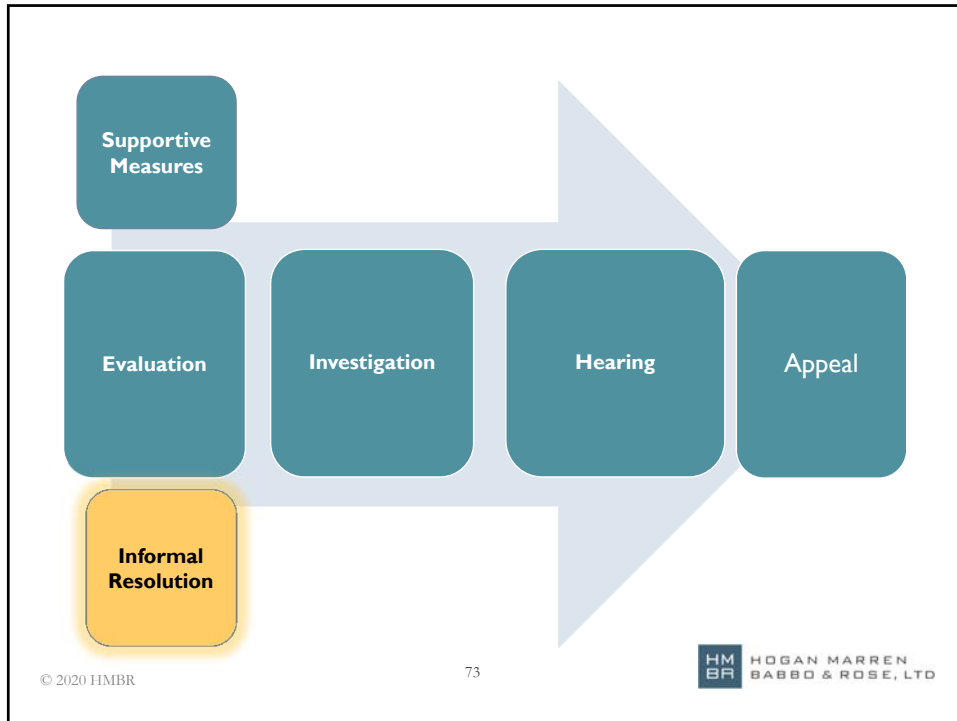 Supportive
Measures
Evaluation
Investigation
Hearing
Appeal
Informal
Resolution
© 2020 HMBR
73
HM
BR
HOGAN MARREN
BABBO & ROSE, LTD